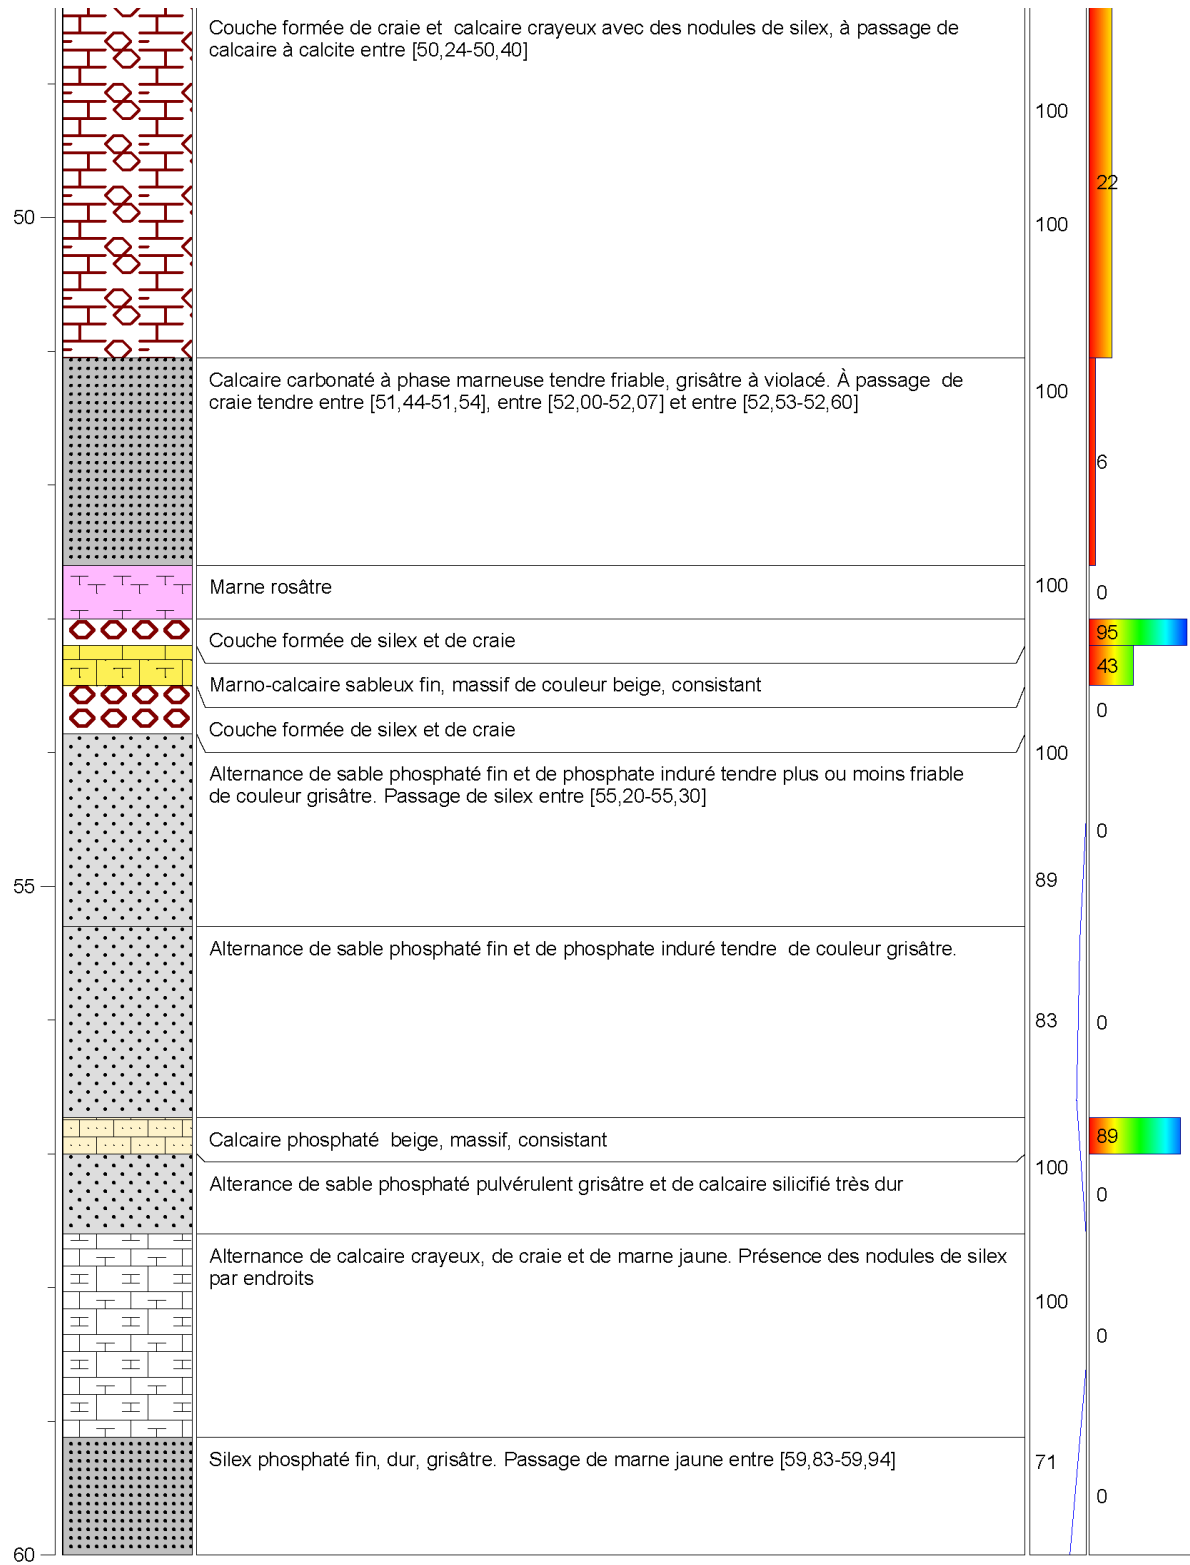 Couche formée de craie et calcaire crayeux avec des nodules de silex, à passage de
calcaire à calcite entre [50,24-50,40]
100
22
50
100
Calcaire carbonaté à phase marneuse tendre friable, grisâtre à violacé. À passage de
craie tendre entre [51,44-51,54], entre [52,00-52,07] et entre [52,53-52,60]
100
6
Marne rosâtre
100
0
Couche formée de silex et de craie
95
43
Marno-calcaire sableux fin, massif de couleur beige, consistant
0
Couche formée de silex et de craie
100
Alternance de sable phosphaté fin et de phosphate induré tendre plus ou moins friable
de couleur grisâtre. Passage de silex entre [55,20-55,30]
0
55
89
Alternance de sable phosphaté fin et de phosphate induré tendre de couleur grisâtre.
83
0
Calcaire phosphaté beige, massif, consistant
89
100
Alterance de sable phosphaté pulvérulent grisâtre et de calcaire silicifié très dur
0
Alternance de calcaire crayeux, de craie et de marne jaune. Présence des nodules de silex
par endroits
100
0
Silex phosphaté fin, dur, grisâtre. Passage de marne jaune entre [59,83-59,94]
71
0
60